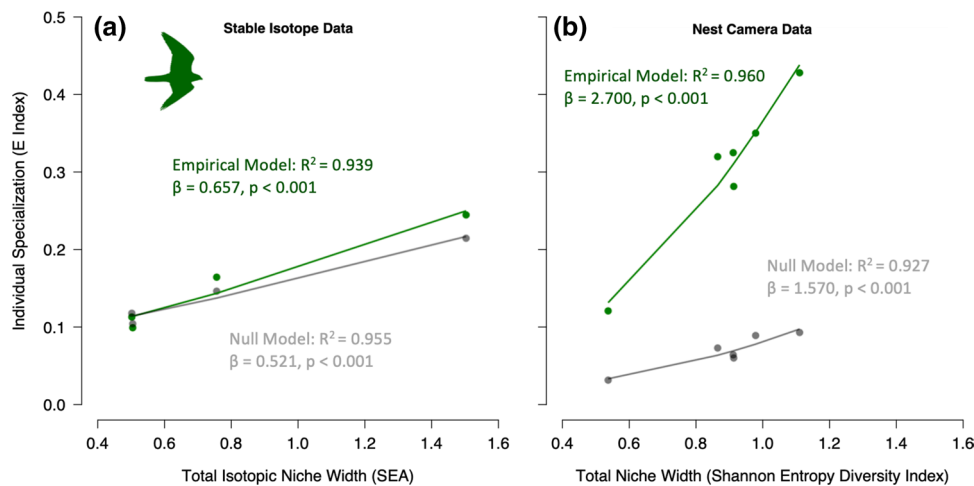 (a)
Stable Isotope Data
Empirical Model: R² = 0.939
β = 0.657, p < 0.001
Null Model: R² = 0.955
β = 0.521, p < 0.001
Individual Specialization (E Index)
0.5
0.4
0.3
0.2
0.1
0.0
0.4 0.6 0.8 1.0 1.2 1.4 1.6
Total Isotopic Niche Width (SEA)
(b)
Nest Camera Data
Empirical Model: R² = 0.960
β = 2.700, p < 0.001
Null Model: R² = 0.927
β = 1.570, p < 0.001
0.4 0.6 0.8 1.0 1.2 1.4 1.6
Total Niche Width (Shannon Entropy Diversity Index)